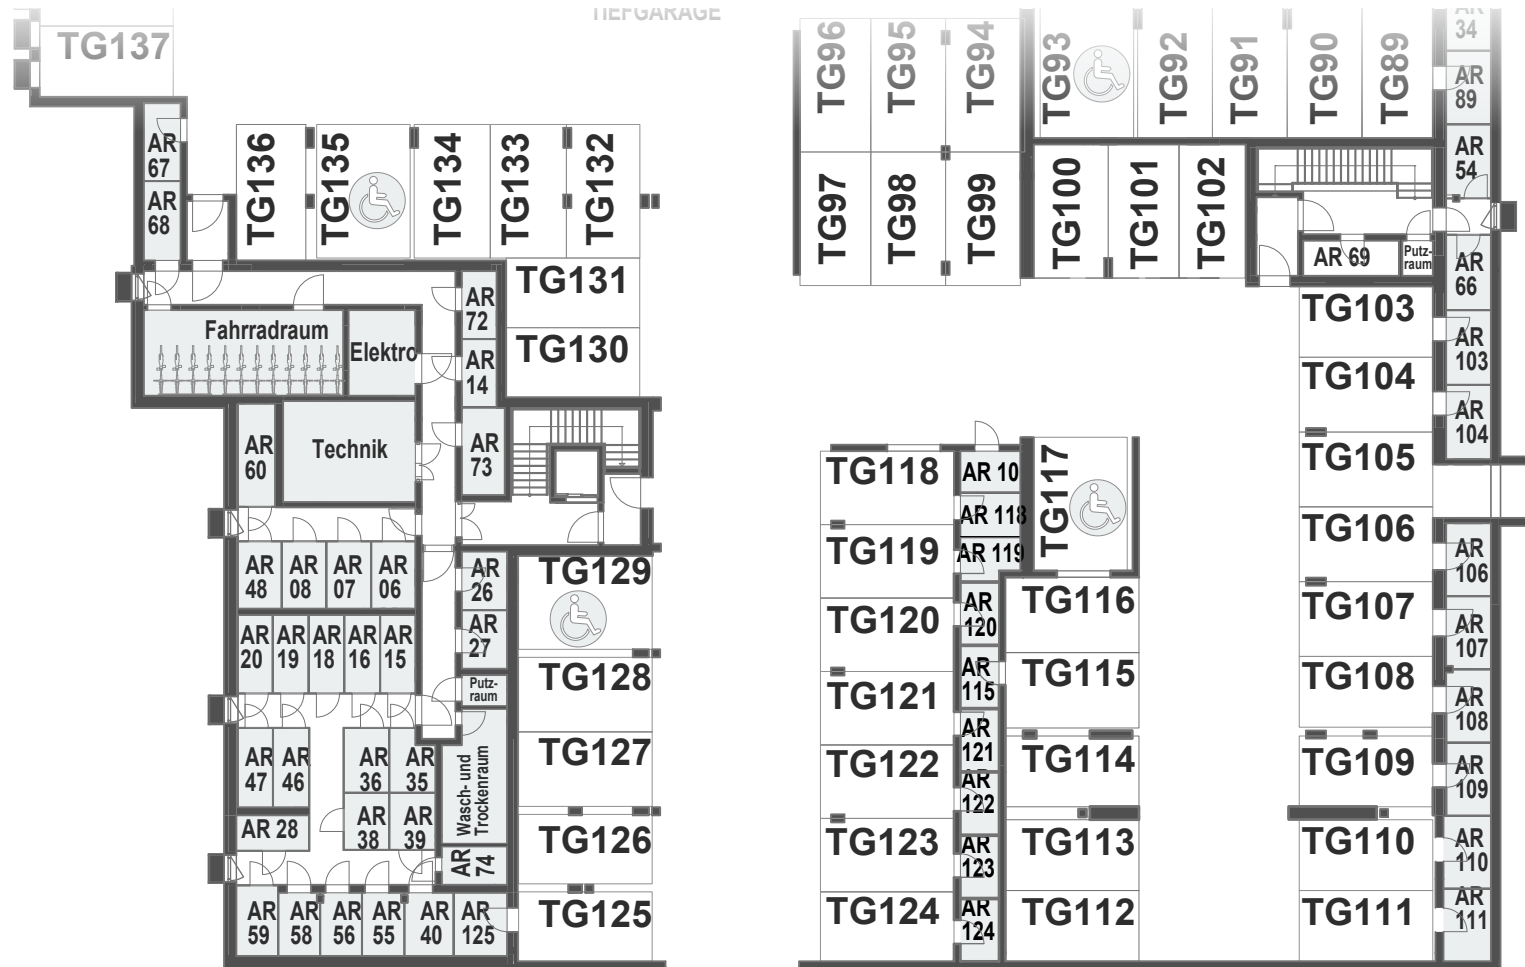 TIEFGARAGE
TG137
TG96
TG95
TG94
TG93
TG92
TG91
TG90
TG89
AR
34
AR
89
AR
67
AR
68
TG136
TG135
TG134
TG133
TG132
TG97
TG98
TG99
TG100
TG101
TG102
AR
54
AR 69
Putz-
raum
AR
66
TG131
TG130
AR
72
AR
14
Fahrradraum
Elektro
TG103
TG104
AR
103
AR
104
AR
60
Technik
AR
73
TG118
AR 10
AR 118
AR 119
TG117
TG105
TG106
AR
48
AR
08
AR
07
AR
06
AR
26
AR
27
TG129
TG119
TG120
AR
120
TG116
TG107
AR
106
AR
107
AR
20
AR
19
AR
18
AR
16
AR
15
Putz-
raum
TG128
TG121
AR
115
TG115
TG108
AR
108
AR
47
AR
46
AR
36
AR
35
Wasch- und
Trockenraum
TG127
TG122
AR
121
AR
122
TG114
TG109
AR
109
AR 28
AR
38
AR
39
AR
74
TG126
TG123
AR
123
TG113
TG110
AR
110
AR
59
AR
58
AR
56
AR
55
AR
40
AR
125
TG125
TG124
AR
124
TG112
TG111
AR
111